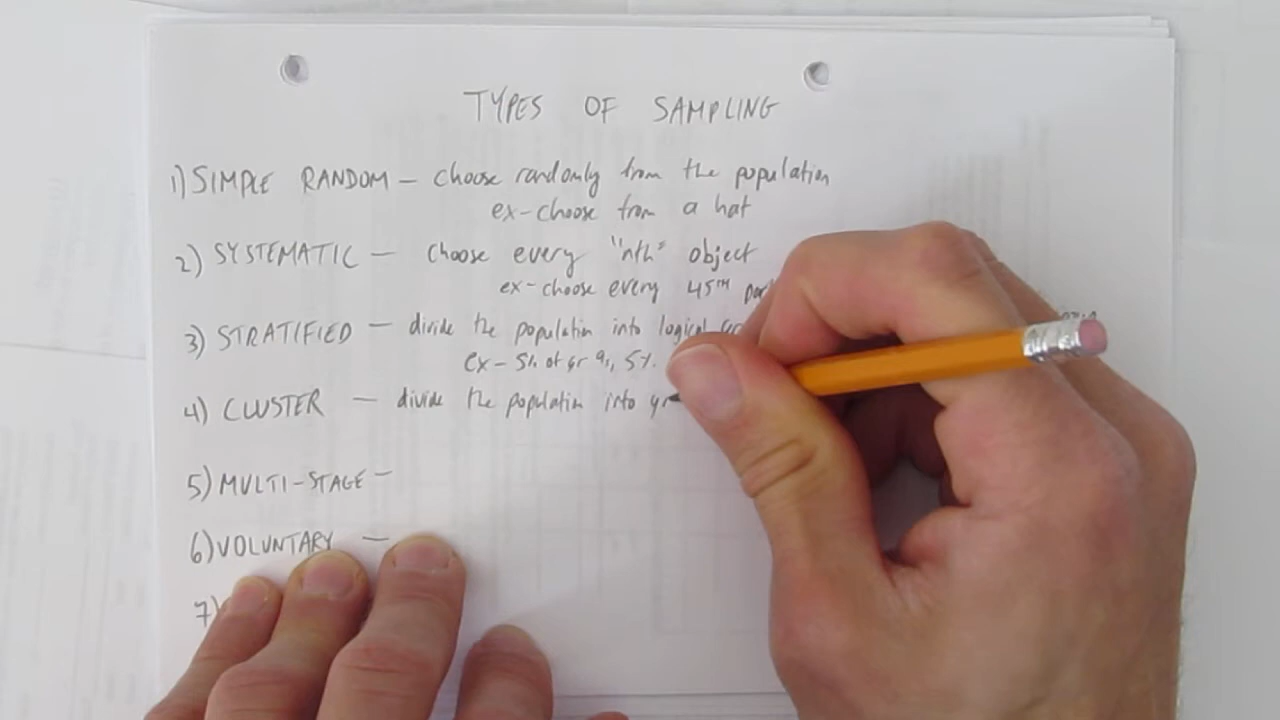 TYPES OF SAMPLING
1) SIMPLE RANDOM – choose randomly from the population
ex-choose from a hat
2) SYSTEMATIC – choose every "nth" object
ex-choose every 45TH
3) STRATIFIED – divide the population into logical
ex- 5% of gr 9s, 5%
4) CLUSTER – divide the population into
5) MULTI-STAGE –
6) VOLUNTARY –
7)